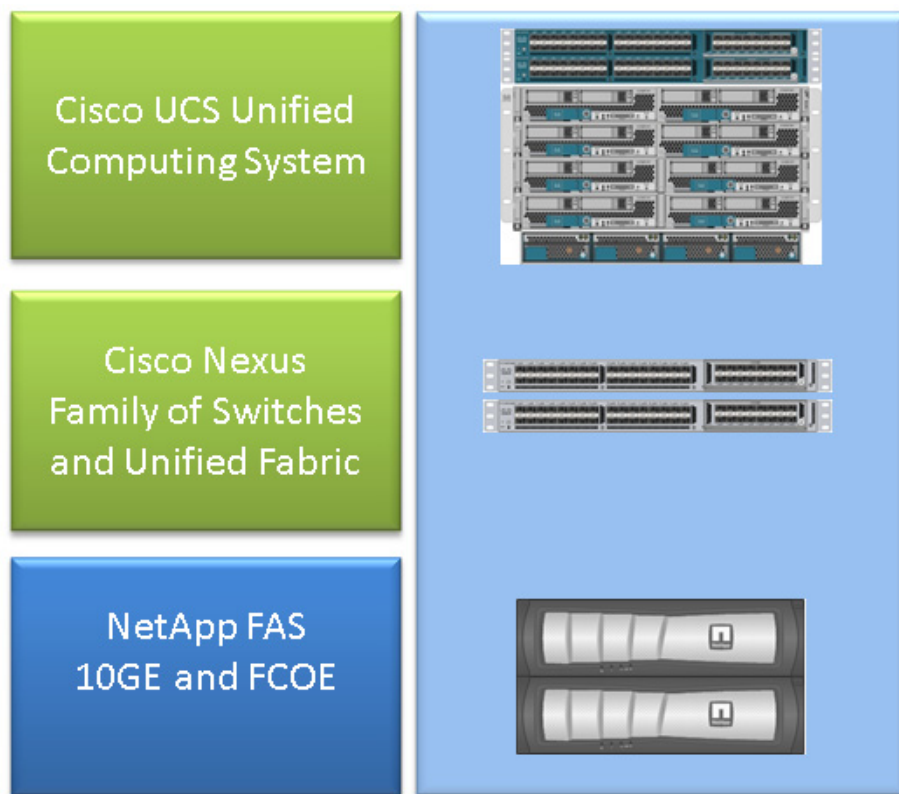 Cisco UCS Unified
Computing System
Cisco Nexus
Family of Switches
and Unified Fabric
NetApp FAS
10GE and FCOE